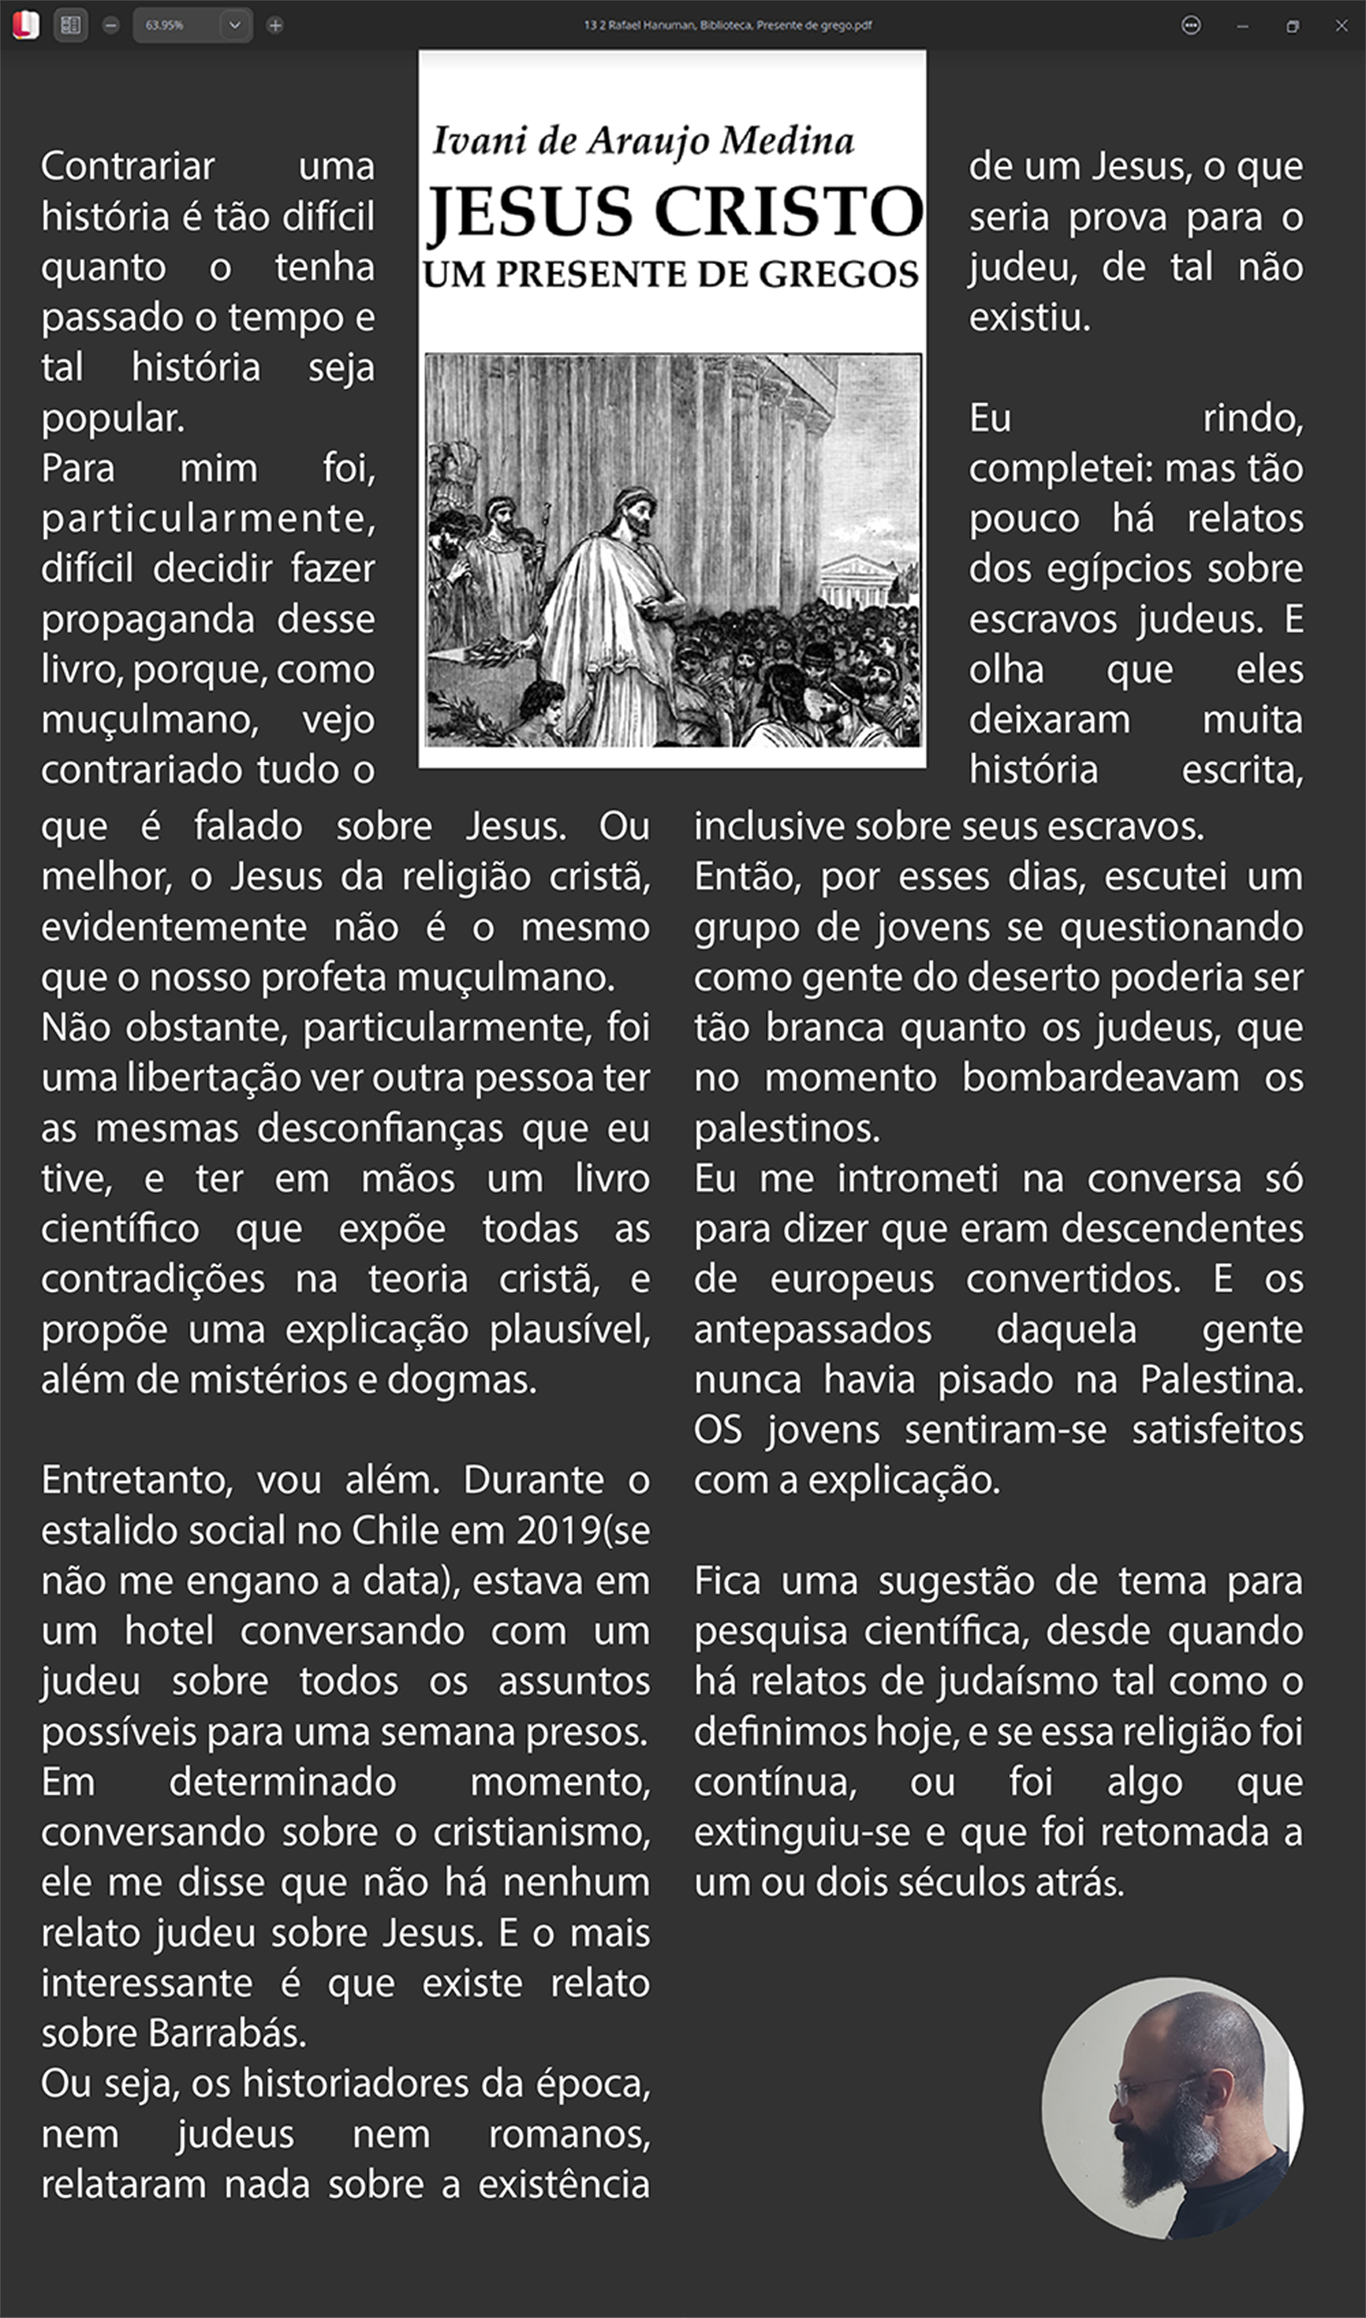 63.95%
13 2 Rafael Hanuman, Biblioteca, Presente de grego.pdf
Ivani de Araujo Medina
JESUS CRISTO
UM PRESENTE DE GREGOS
Contrariar uma
história é tão difícil
quanto o tenha
passado o tempo e
tal história seja
popular.
Para mim foi,
particularmente,
difícil decidir fazer
propaganda desse
livro, porque, como
muçulmano, vejo
contrariado tudo o
que é falado sobre Jesus. Ou
melhor, o Jesus da religião cristã,
evidentemente não é o mesmo
que o nosso profeta muçulmano.
Não obstante, particularmente, foi
uma libertação ver outra pessoa ter
as mesmas desconfianças que eu
tive, e ter em mãos um livro
científico que expõe todas as
contradições na teoria cristã, e
propõe uma explicação plausível,
além de mistérios e dogmas.
Entretanto, vou além. Durante o
estalido social no Chile em 2019(se
não me engano a data), estava em
um hotel conversando com um
judeu sobre todos os assuntos
possíveis para uma semana presos.
Em determinado momento,
conversando sobre o cristianismo,
ele me disse que não há nenhum
relato judeu sobre Jesus. E o mais
interessante é que existe relato
sobre Barrabás.
Ou seja, os historiadores da época,
nem judeus nem romanos,
relataram nada sobre a existência
de um Jesus, o que
seria prova para o
judeu, de tal não
existiu.
Eu rindo,
completei: mas tão
pouco há relatos
dos egípcios sobre
escravos judeus. E
olha que eles
deixaram muita
história escrita,
inclusive sobre seus escravos.
Então, por esses dias, escutei um
grupo de jovens se questionando
como gente do deserto poderia ser
tão branca quanto os judeus, que
no momento bombardeavam os
palestinos.
Eu me intrometi na conversa só
para dizer que eram descendentes
de europeus convertidos. E os
antepassados daquela gente
nunca havia pisado na Palestina.
OS jovens sentiram-se satisfeitos
com a explicação.
Fica uma sugestão de tema para
pesquisa científica, desde quando
há relatos de judaísmo tal como o
definimos hoje, e se essa religião foi
contínua, ou foi algo que
extinguiu-se e que foi retomada a
um ou dois séculos atrás.